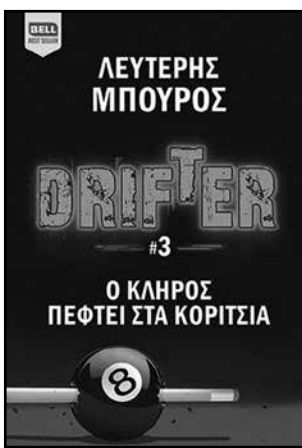 BELL
BEST SELLER
ΛΕΥΤΕΡΗΣ
ΜΠΟΥΡΟΣ
DRIFTER
#3
Ο ΚΛΗΡΟΣ
ΠΕΦΤΕΙ ΣΤΑ ΚΟΡΙΤΣΙΑ
8